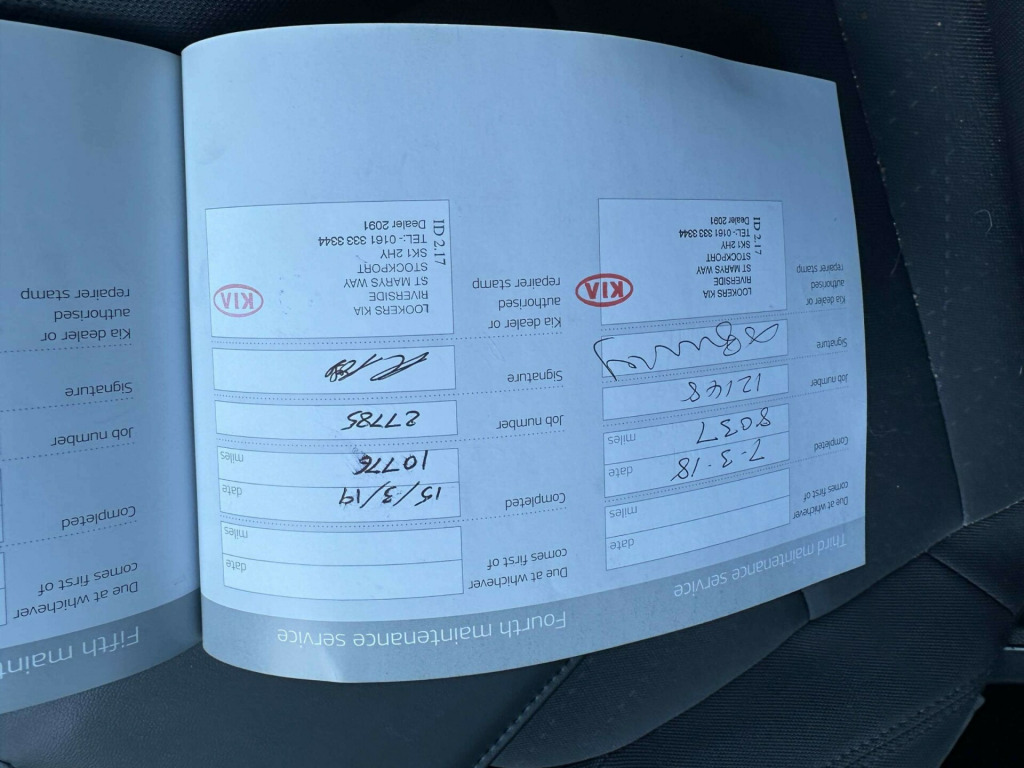 Third maintenance service
Due at whichever
comes first of
date
miles
Completed
7-3-18
date
8037
miles
Job number
12148
Signature
Kia dealer or
authorised
repairer stamp
LOOKERS KIA
RIVERSIDE
ST MARYS WAY
STOCKPORT
SK1 2HY
TEL:- 0161 333 3344
Dealer 2091
ID 2.17
KIA
Fourth maintenance service
Due at whichever
comes first of
date
miles
Completed
15/3/19
date
10776
miles
Job number
27785
Signature
Kia dealer or
authorised
repairer stamp
LOOKERS KIA
RIVERSIDE
ST MARYS WAY
STOCKPORT
SK1 2HY
TEL:- 0161 333 3344
Dealer 2091
ID 2.17
KIA
Fifth maint
Due at whichever
comes first of
Completed
Job number
Signature
Kia dealer or
authorised
repairer stamp